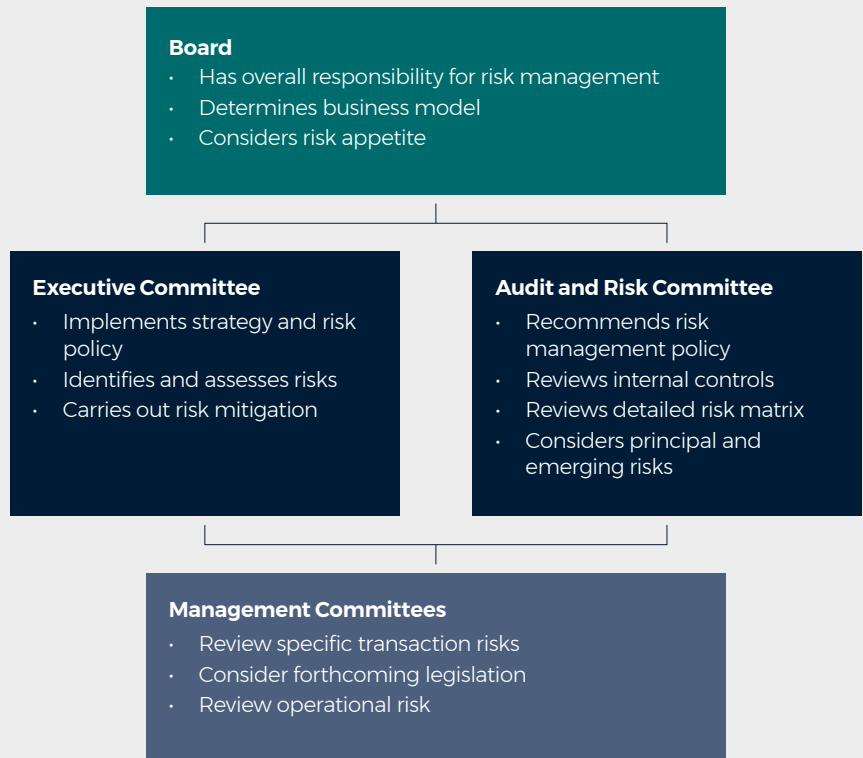 Board
· Has overall responsibility for risk management
· Determines business model
· Considers risk appetite
Executive Committee
· Implements strategy and risk
policy
· Identifies and assesses risks
· Carries out risk mitigation
Audit and Risk Committee
· Recommends risk
management policy
· Reviews internal controls
· Reviews detailed risk matrix
· Considers principal and
emerging risks
Management Committees
· Review specific transaction risks
· Consider forthcoming legislation
· Review operational risk